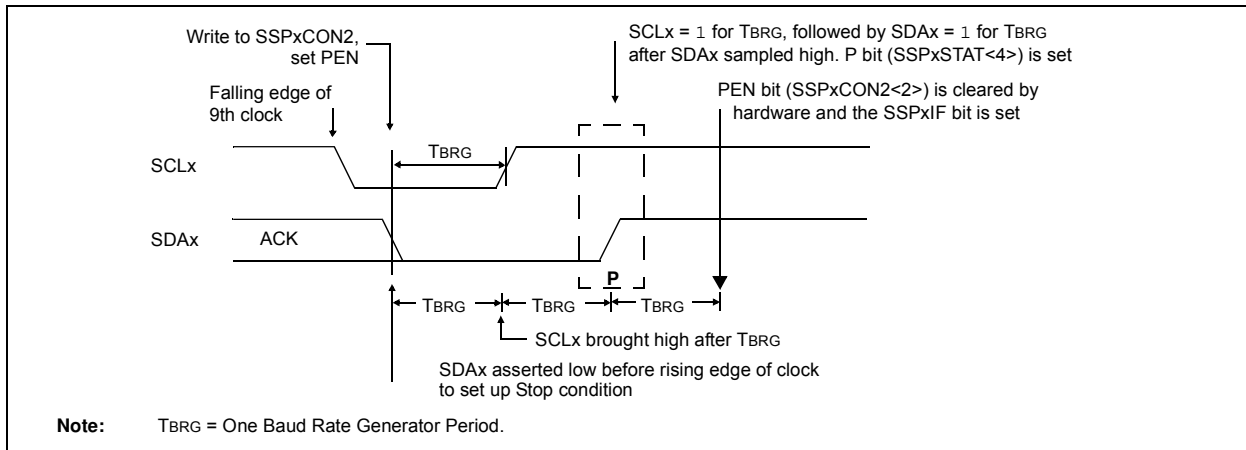 Write to SSPxCON2,
set PEN
SCLx = 1 for TBRG, followed by SDAx = 1 for TBRG
after SDAx sampled high. P bit (SSPxSTAT<4>) is set
Falling edge of
9th clock
PEN bit (SSPxCON2<2>) is cleared by
hardware and the SSPxIF bit is set
TBRG
SCLx
SDAx
ACK
P
TBRG
TBRG
TBRG
SCLx brought high after TBRG
SDAx asserted low before rising edge of clock
to set up Stop condition
Note: TBRG = One Baud Rate Generator Period.